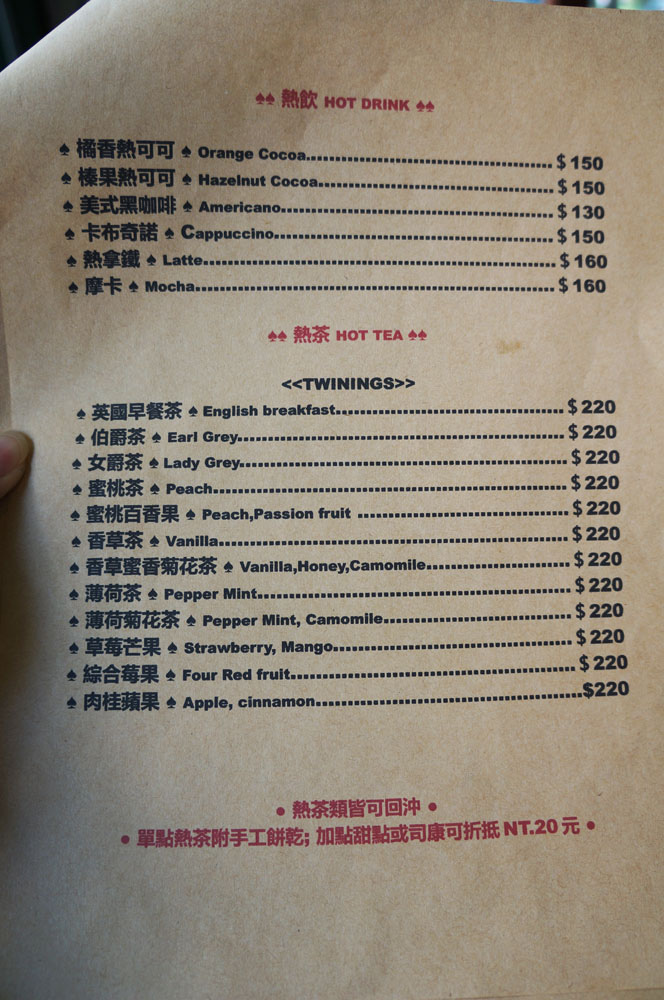 ♠♠ 熱飲 HOT DRINK ♠♠
♠ 橘香熱可可 ♠ Orange Cocoa........................................$150
♠ 榛果熱可可 ♠ Hazelnut Cocoa........................................$150
♠ 美式黑咖啡 ♠ Americano........................................$130
♠ 卡布奇諾 ♠ Cappuccino........................................$150
♠ 熱拿鐵 ♠ Latte........................................$160
♠ 摩卡 ♠ Mocha........................................$160
♠♠ 熱茶 HOT TEA ♠♠
<<TWININGS>>
♠ 英國早餐茶 ♠ English breakfast........................................$220
♠ 伯爵茶 ♠ Earl Grey........................................$220
♠ 女爵茶 ♠ Lady Grey........................................$220
♠ 蜜桃茶 ♠ Peach........................................$220
♠ 蜜桃百香果 ♠ Peach,Passion fruit ........................................$220
♠ 香草茶 ♠ Vanilla........................................$220
♠ 香草蜜香菊花茶 ♠ Vanilla,Honey,Camomile........................................$220
♠ 薄荷茶 ♠ Pepper Mint........................................$220
♠ 薄荷菊花茶 ♠ Pepper Mint, Camomile........................................$220
♠ 草莓芒果 ♠ Strawberry, Mango........................................$220
♠ 綜合莓果 ♠ Four Red fruit........................................$220
♠ 肉桂蘋果 ♠ Apple, cinnamon........................................$220
● 熱茶類皆可回沖 ●
● 單點熱茶附手工餅乾; 加點甜點或司康可折抵 NT.20 元 ●